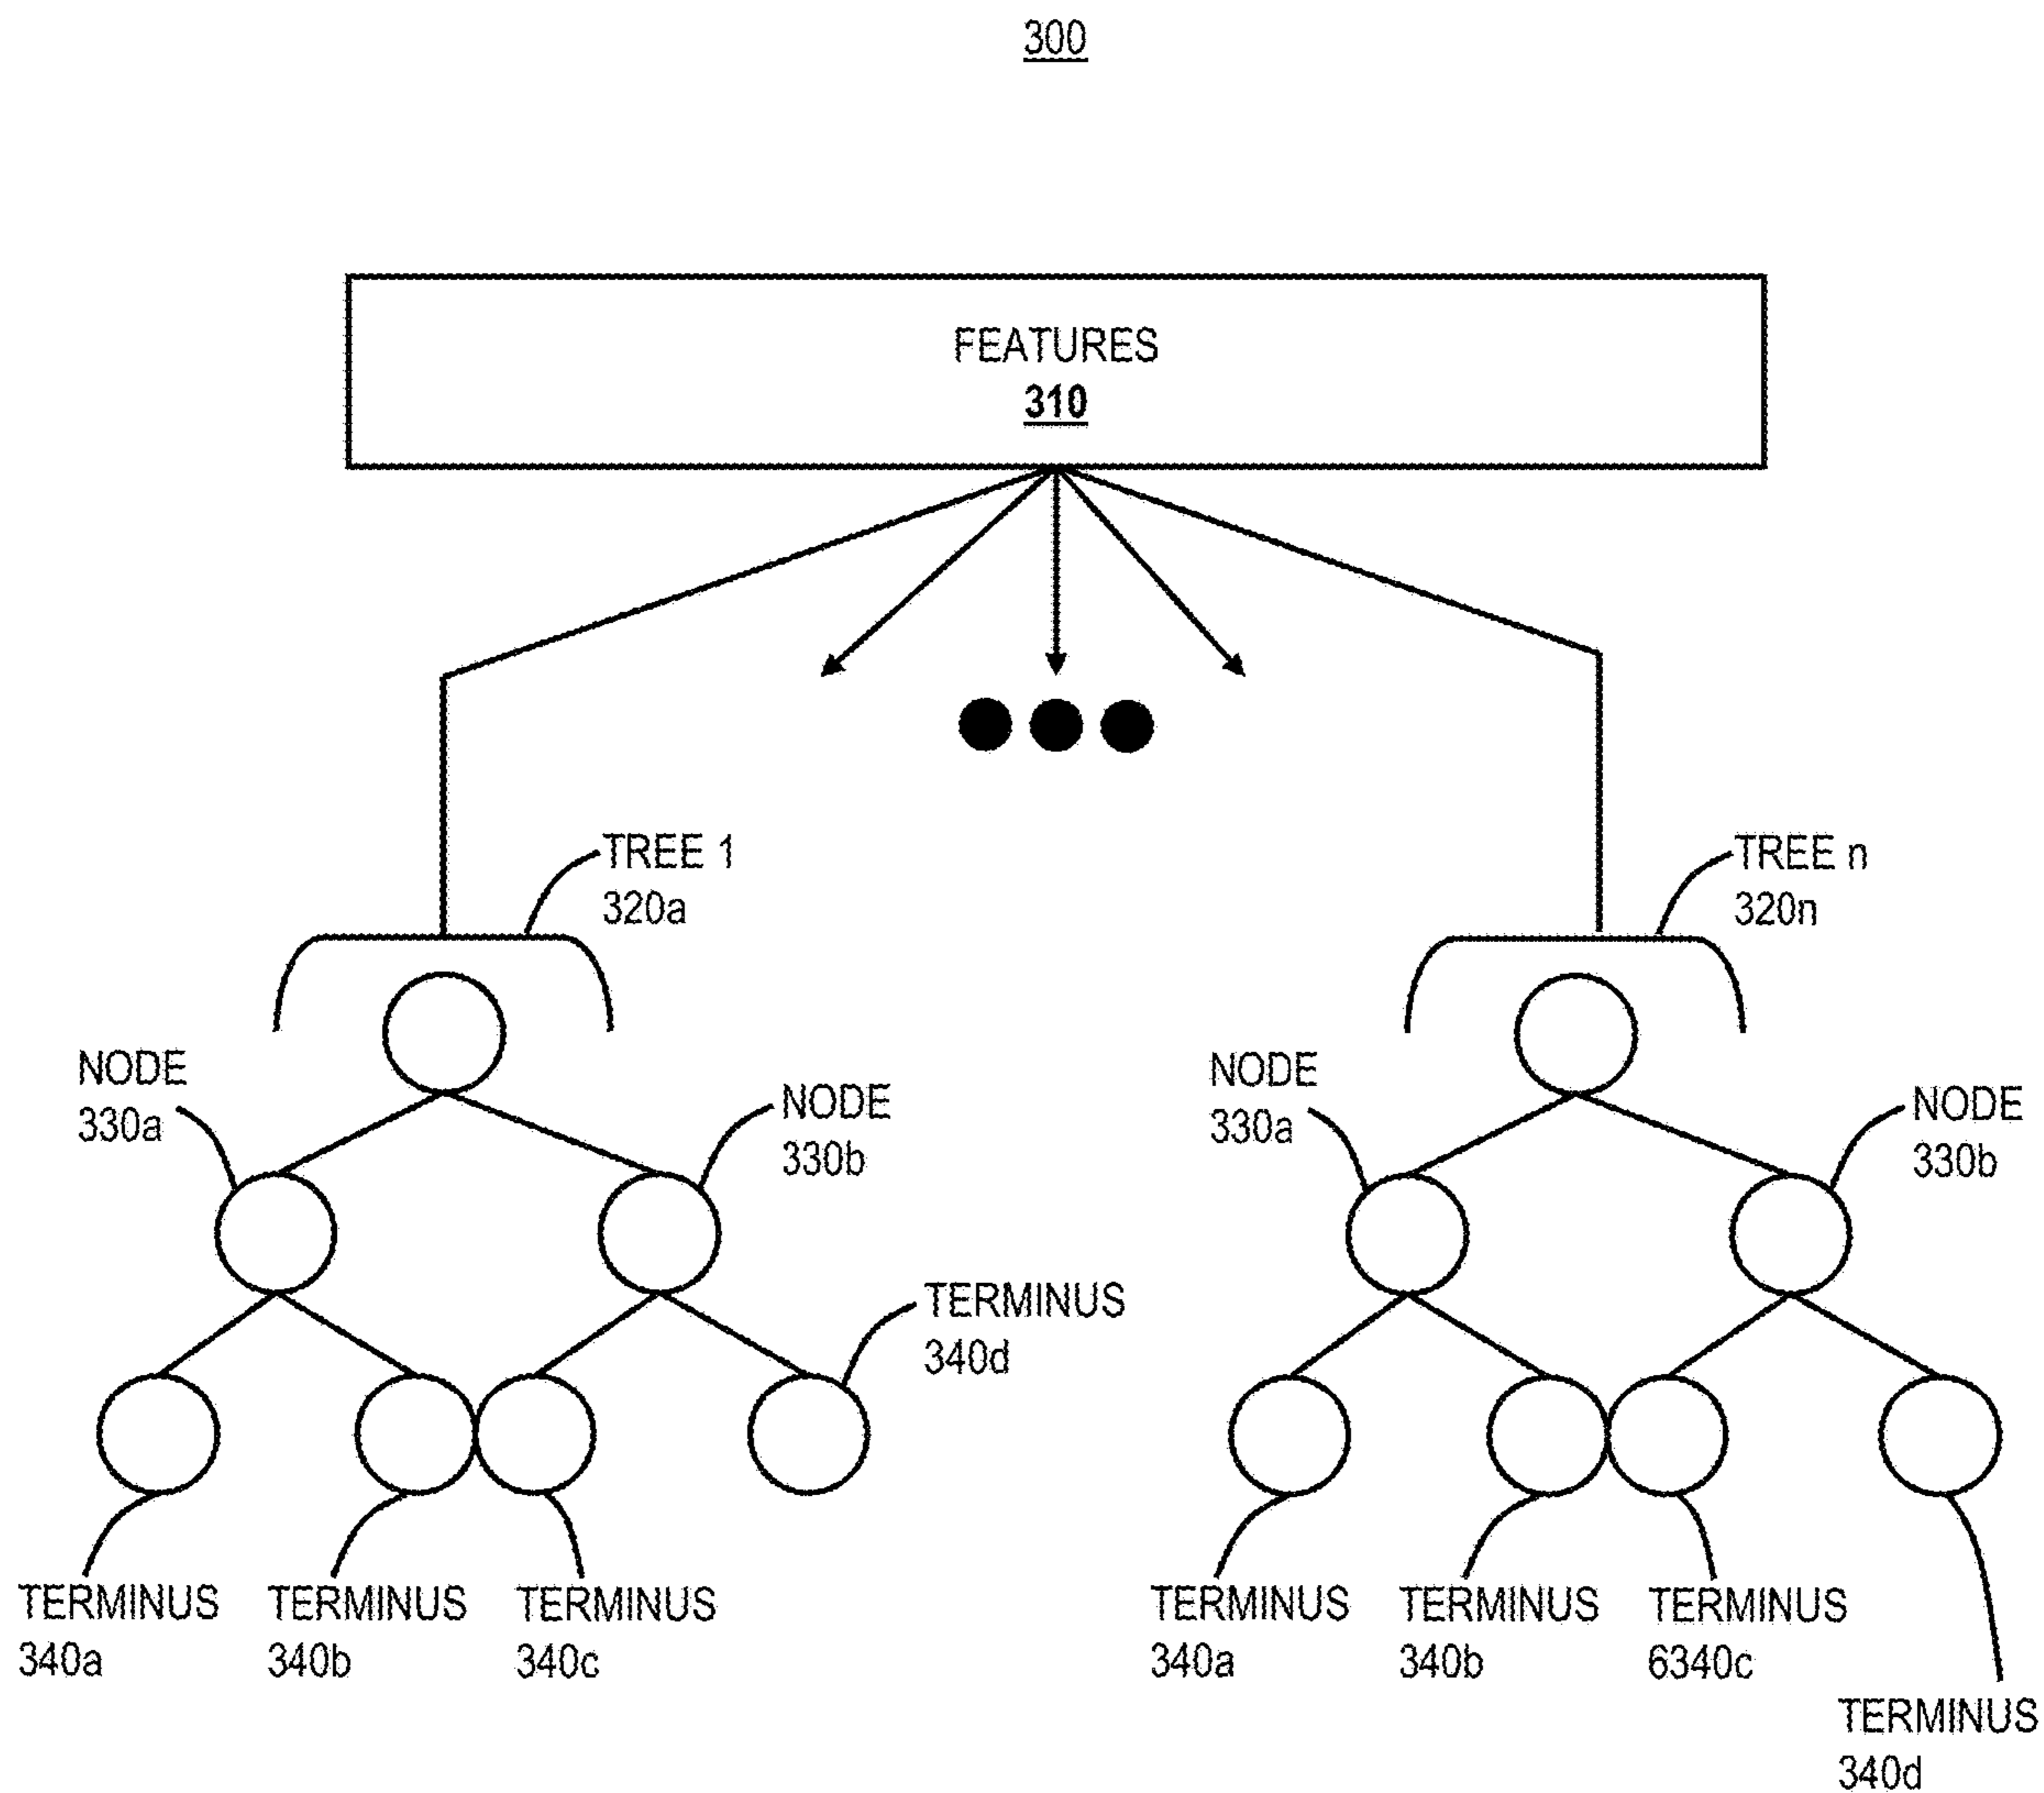 300
FEATURES
310
TREE 1
320a
TREE n
320n
NODE
330a
NODE
330b
NODE
330a
NODE
330b
TERMINUS
340d
TERMINUS
340a
TERMINUS
340b
TERMINUS
340c
TERMINUS
340a
TERMINUS
340b
TERMINUS
6340c
TERMINUS
340d